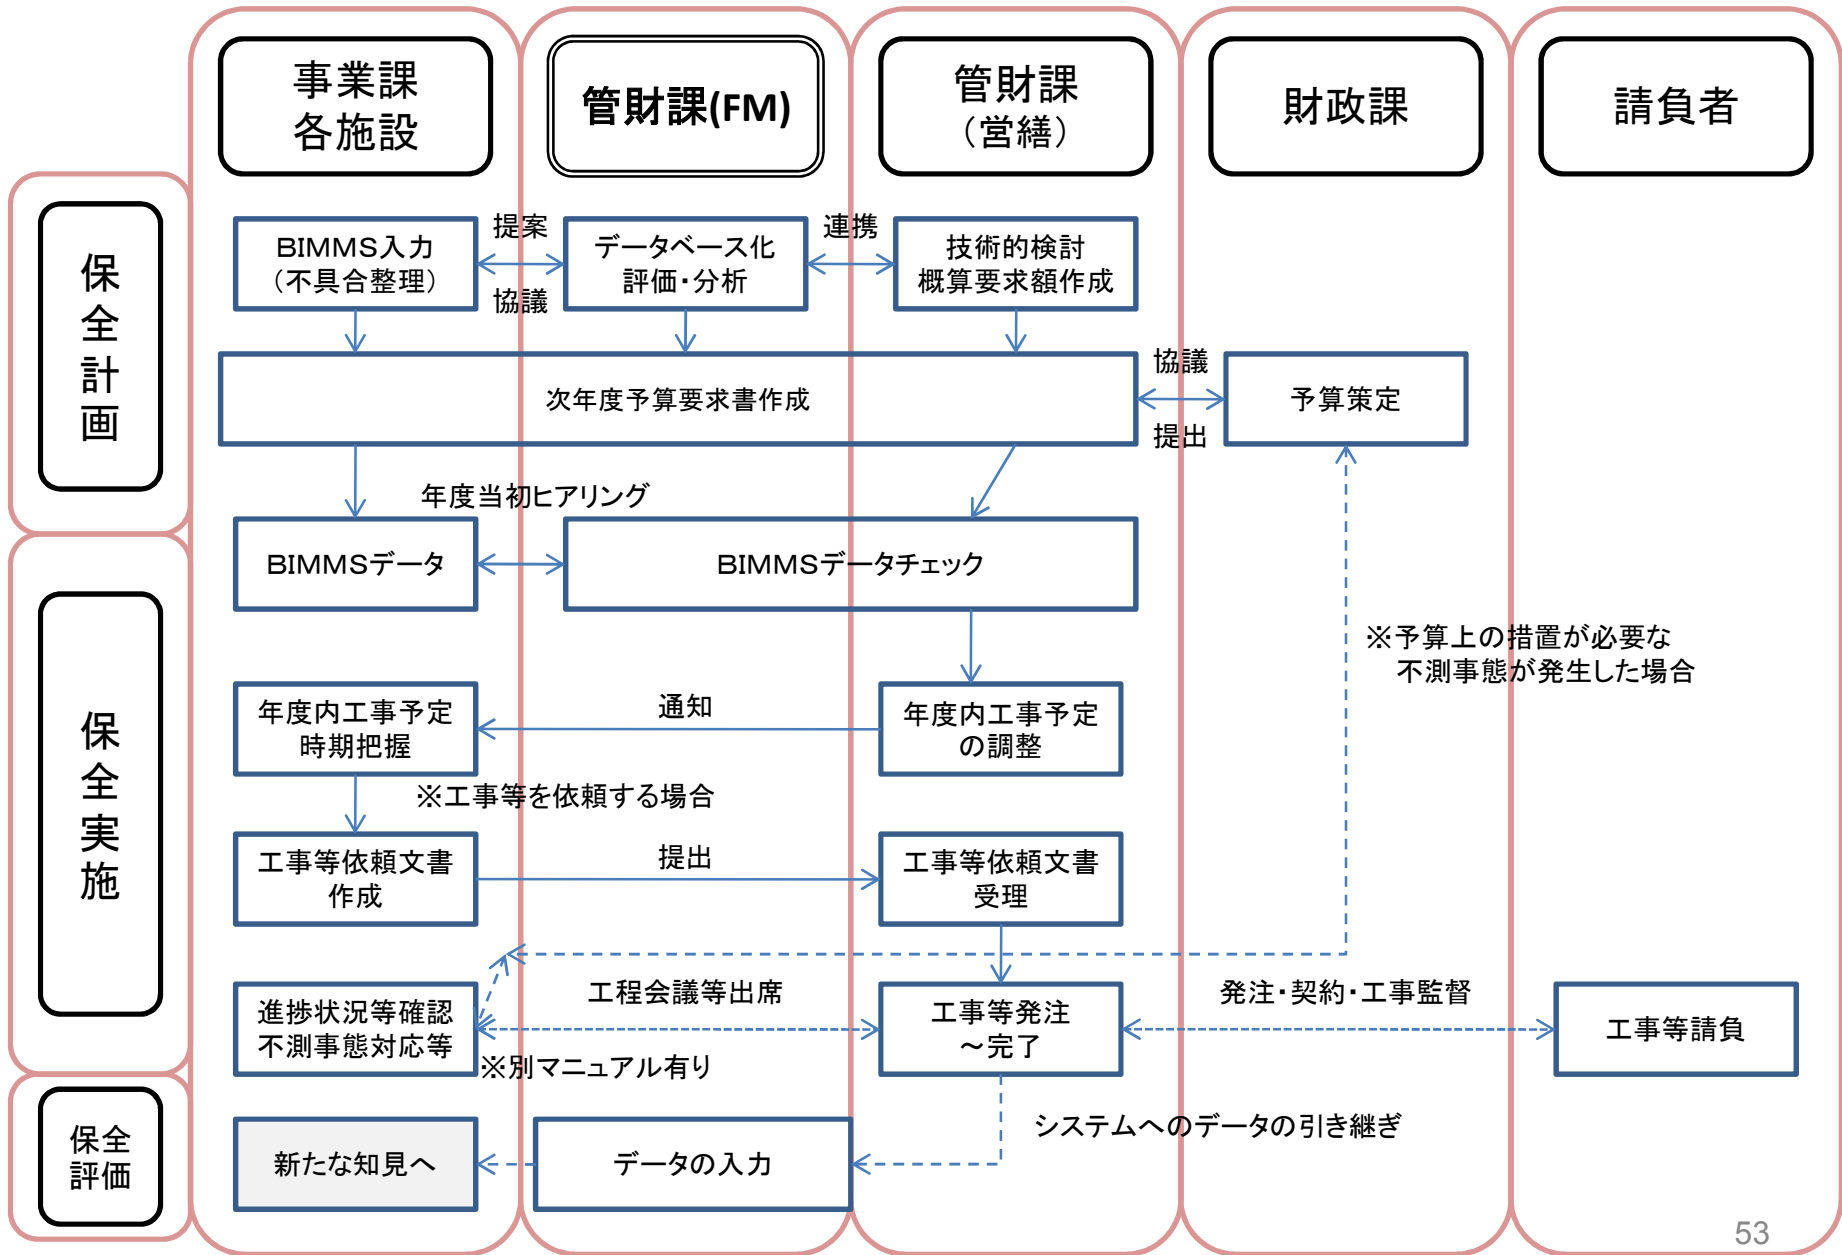 事業課
各施設
管財課(FM)
管財課
（営繕）
財政課
請負者
保全計画
BIMMS入力
（不具合整理）
提案
協議
データベース化
評価・分析
連携
技術的検討
概算要求額作成
次年度予算要求書作成
協議
提出
予算策定
年度当初ヒアリング
BIMMSデータ
BIMMSデータチェック
※予算上の措置が必要な
不測事態が発生した場合
保全実施
年度内工事予定
時期把握
通知
年度内工事予定
の調整
※工事等を依頼する場合
工事等依頼文書
作成
提出
工事等依頼文書
受理
進捗状況等確認
不測事態対応等
工程会議等出席
※別マニュアル有り
工事等発注
～完了
発注・契約・工事監督
工事等請負
システムへのデータの引き継ぎ
保全
評価
新たな知見へ
データの入力
53